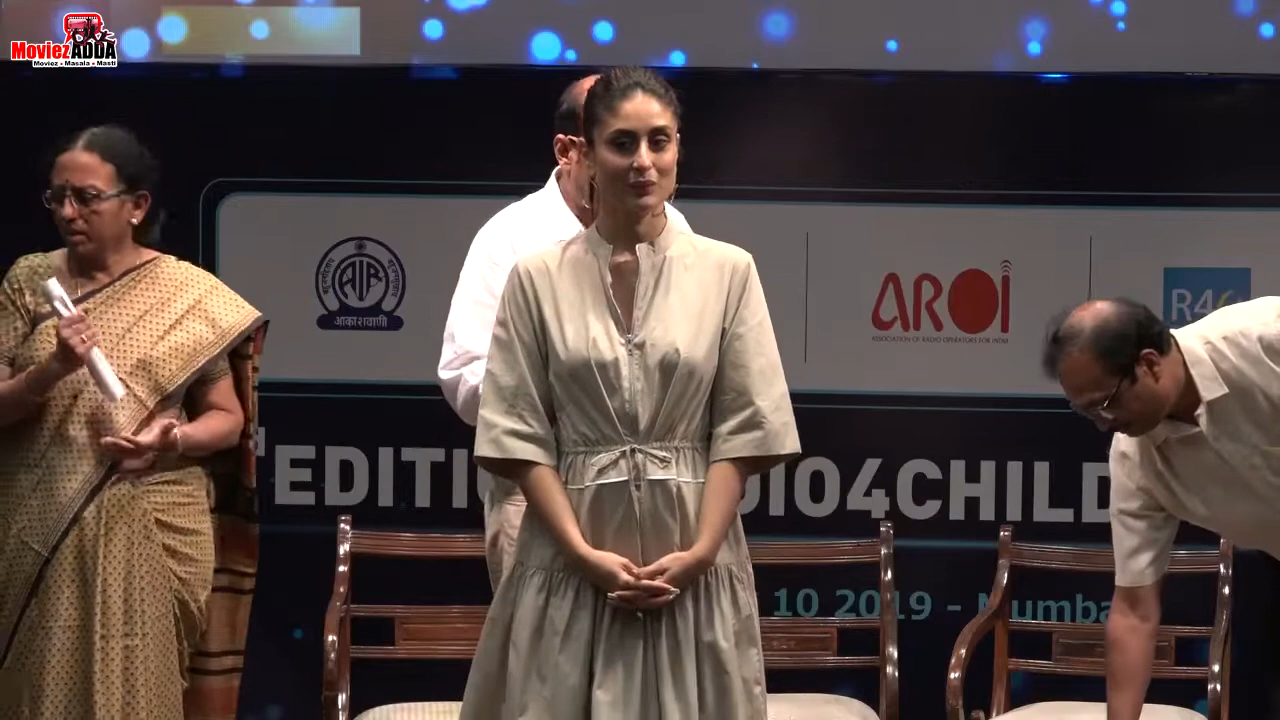 MoviezADDA
Moviez - Masala - Masti
AIR
आकाशवाणी
AROI
ASSOCIATION OF RADIO OPERATORS FOR INDIA
R4
EDITI
DIO4CHILD
10 2019 - Mumba